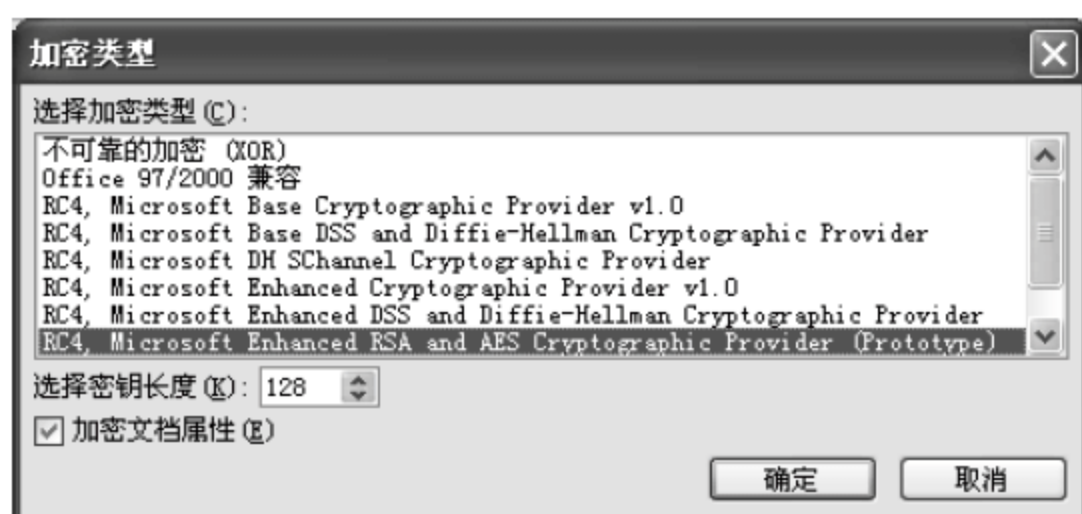 加密类型
选择加密类型(C):
不可靠的加密 (XOR)
Office 97/2000 兼容
RC4, Microsoft Base Cryptographic Provider v1.0
RC4, Microsoft Base DSS and Diffie-Hellman Cryptographic Provider
RC4, Microsoft DH SChannel Cryptographic Provider
RC4, Microsoft Enhanced Cryptographic Provider v1.0
RC4, Microsoft Enhanced DSS and Diffie-Hellman Cryptographic Provider
RC4, Microsoft Enhanced RSA and AES Cryptographic Provider (Prototype)
选择密钥长度(K): 128
加密文档属性(E)
确定 取消